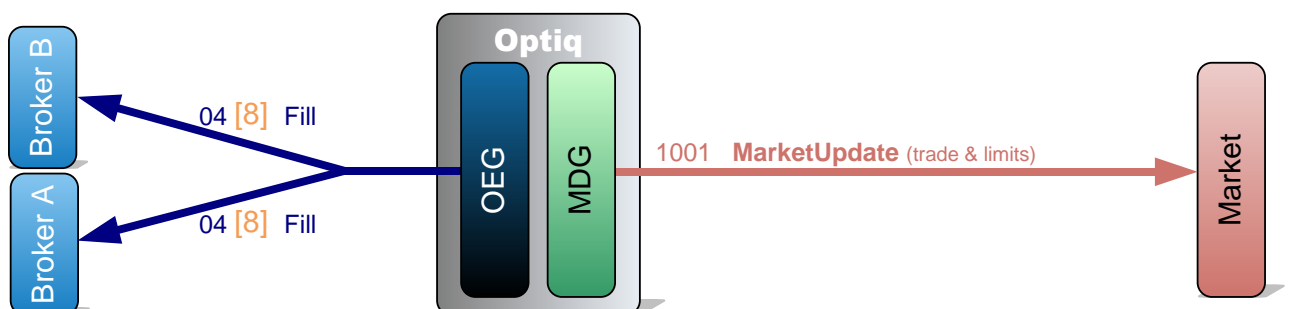 Optiq
Broker B
04 [8] Fill
OEG
MDG
1001 MarketUpdate (trade & limits)
Market
Broker A
04 [8] Fill